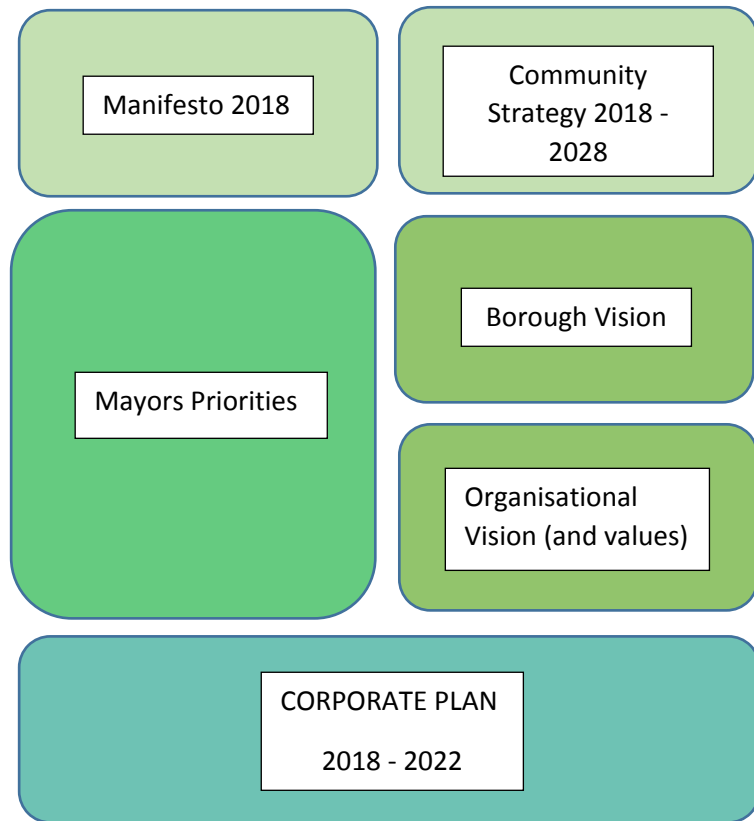 Manifesto 2018
Community
Strategy 2018 -
2028
Mayors Priorities
Borough Vision
Organisational
Vision (and values)
CORPORATE PLAN
2018 - 2022